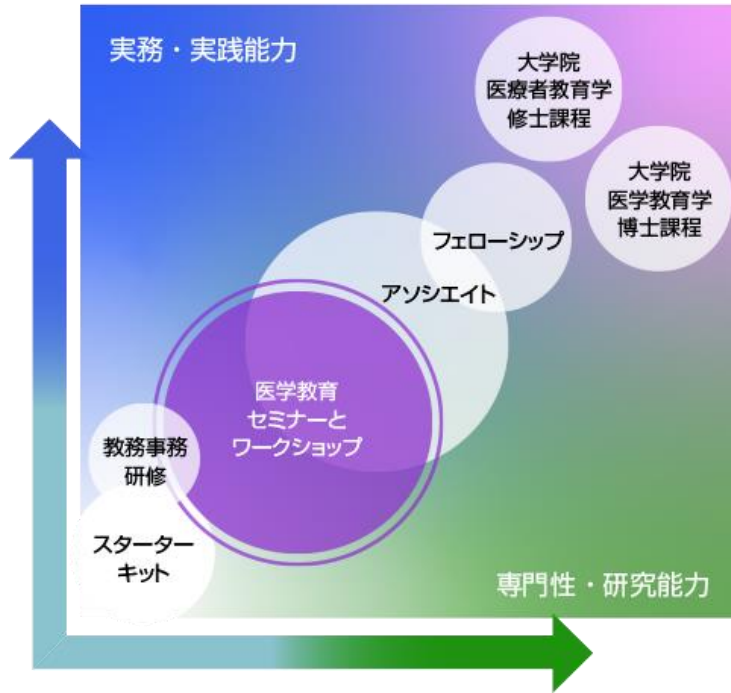 実務・実践能力
大学院
医療者教育学
修士課程
大学院
医学教育学
博士課程
フェローシップ
アソシエイト
医学教育
セミナーと
ワークショップ
教務事務
研修
スターター
キット
専門性・研究能力